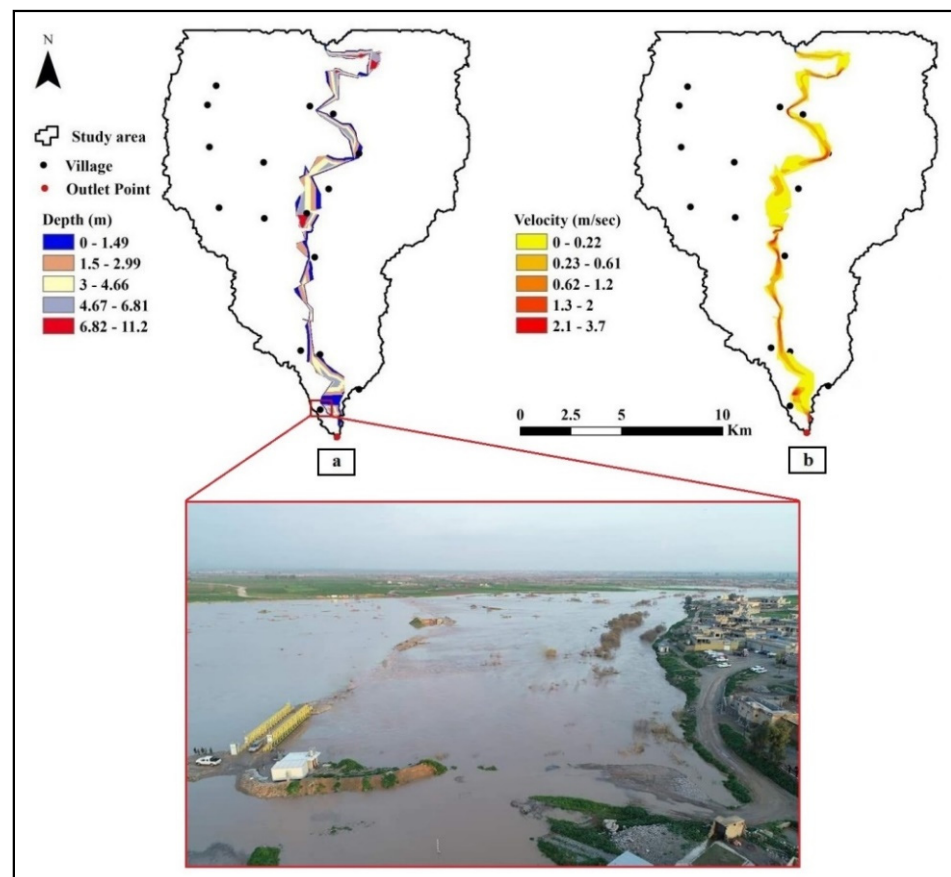 N
Study area
Village
Outlet Point
Depth (m)
0 - 1.49
1.5 - 2.99
3 - 4.66
4.67 - 6.81
6.82 - 11.2
Velocity (m/sec)
0 - 0.22
0.23 - 0.61
0.62 - 1.2
1.3 - 2
2.1 - 3.7
0 2.5 5 10
Km
a
b